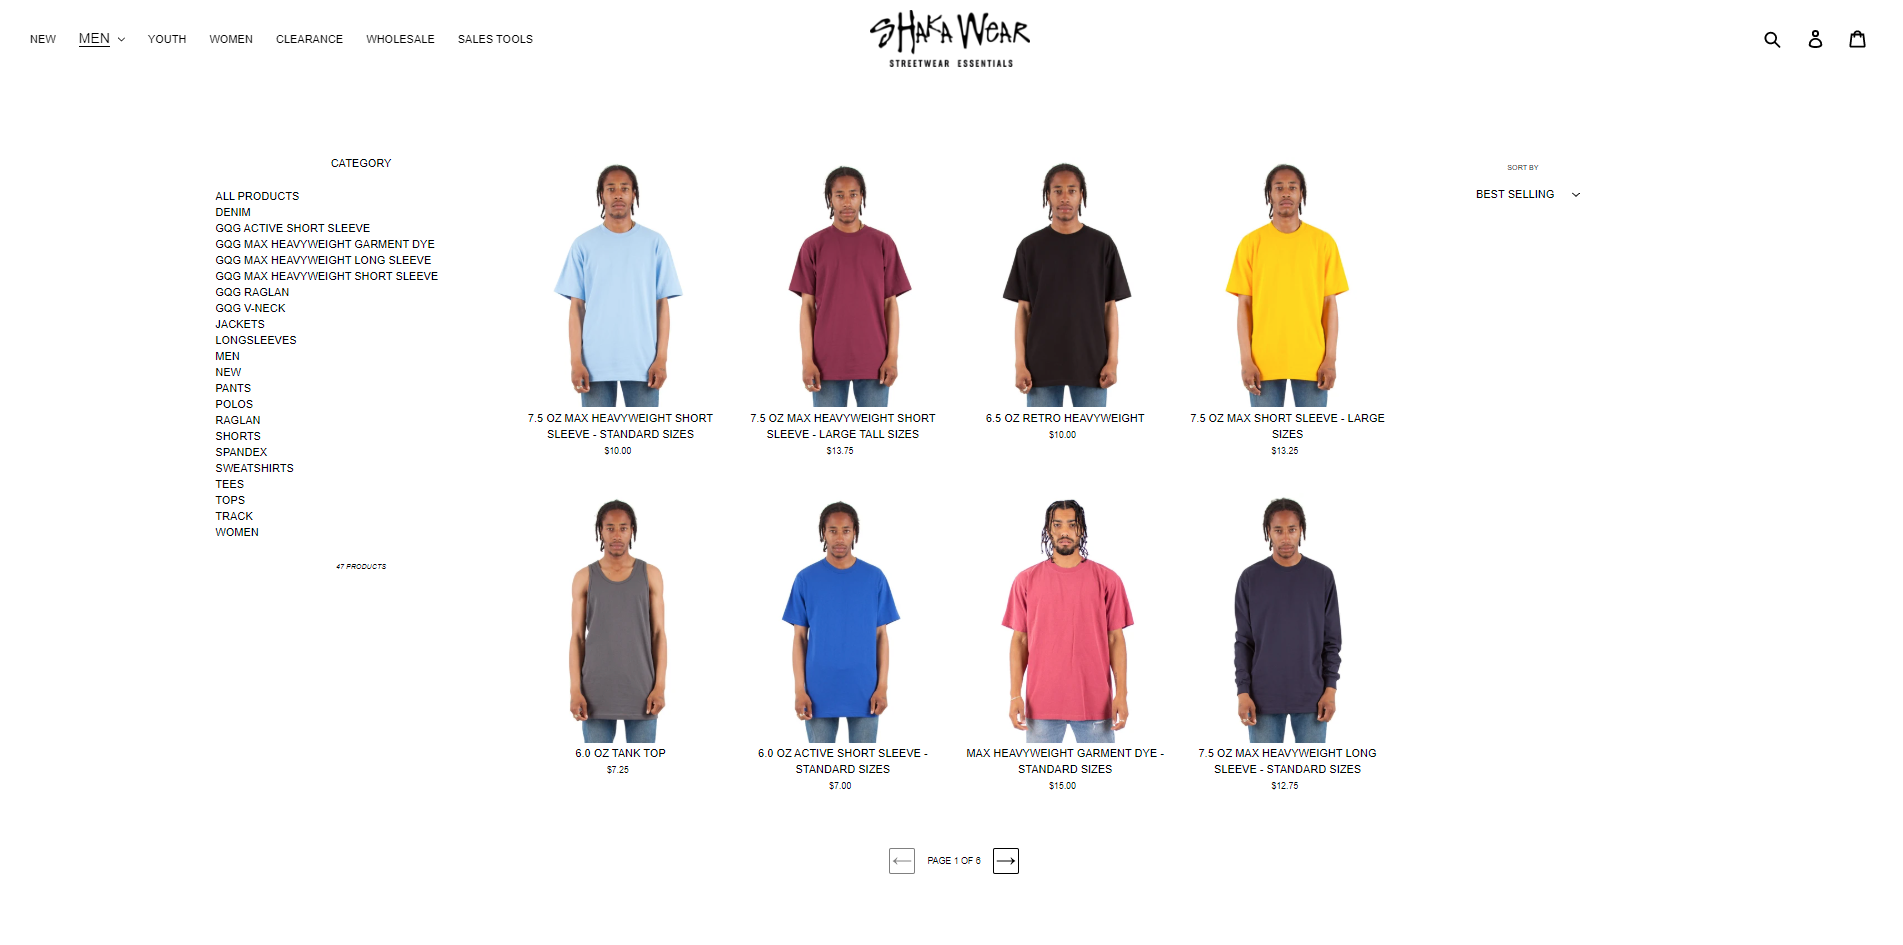 NEW
MEN
YOUTH
WOMEN
CLEARANCE
WHOLESALE
SALES TOOLS
SHAKA WEAR
STREETWEAR ESSENTIALS
CATEGORY
ALL PRODUCTS
DENIM
GQG ACTIVE SHORT SLEEVE
GQG MAX HEAVYWEIGHT GARMENT DYE
GQG MAX HEAVYWEIGHT LONG SLEEVE
GQG MAX HEAVYWEIGHT SHORT SLEEVE
GQG RAGLAN
GQG V-NECK
JACKETS
LONGSLEEVES
MEN
NEW
PANTS
POLOS
RAGLAN
SHORTS
SPANDEX
SWEATSHIRTS
TEES
TOPS
TRACK
WOMEN
47 PRODUCTS
7.5 OZ MAX HEAVYWEIGHT SHORT
SLEEVE - STANDARD SIZES
$10.00
7.5 OZ MAX HEAVYWEIGHT SHORT
SLEEVE - LARGE TALL SIZES
$13.75
6.5 OZ RETRO HEAVYWEIGHT
$10.00
7.5 OZ MAX SHORT SLEEVE - LARGE
SIZES
$13.25
6.0 OZ TANK TOP
$7.25
6.0 OZ ACTIVE SHORT SLEEVE -
STANDARD SIZES
$7.00
MAX HEAVYWEIGHT GARMENT DYE -
STANDARD SIZES
$15.00
7.5 OZ MAX HEAVYWEIGHT LONG
SLEEVE - STANDARD SIZES
$12.75
SORT BY
BEST SELLING
PAGE 1 OF 6